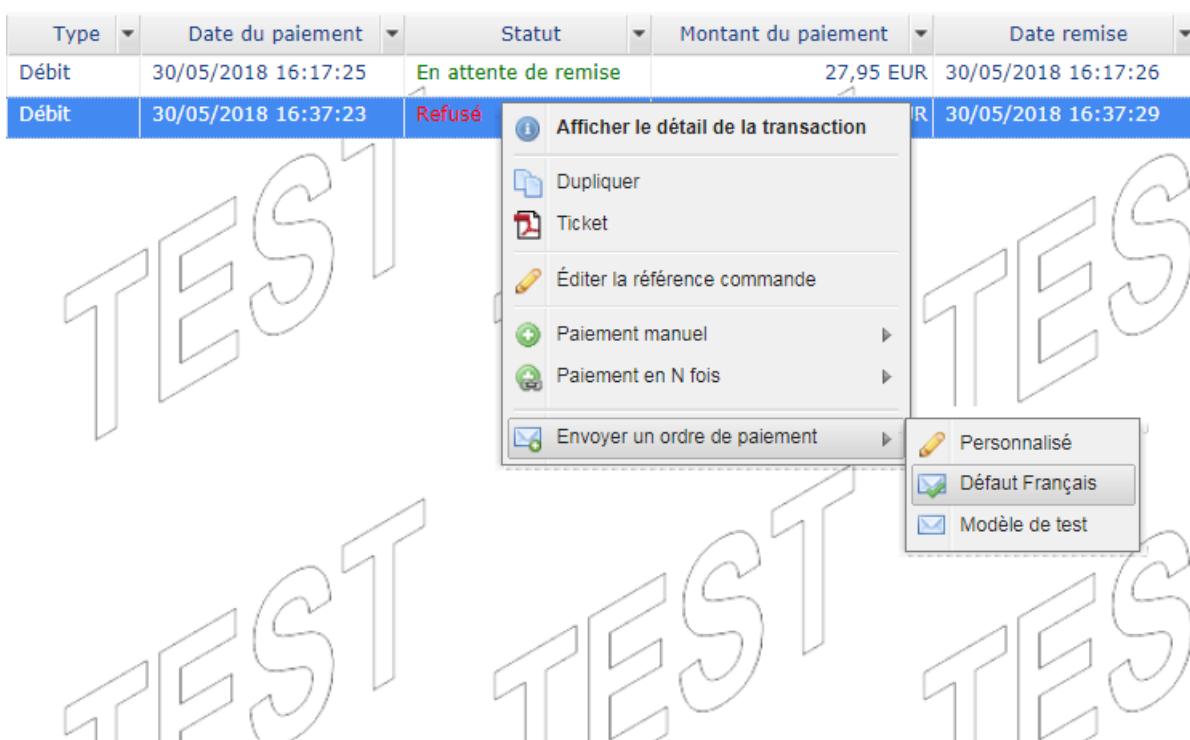 Type Date du paiement Statut Montant du paiement Date remise
Débit 30/05/2018 16:17:25 En attente de remise 27,95 EUR 30/05/2018 16:17:26
Débit 30/05/2018 16:37:23 Refusé 30/05/2018 16:37:29
Afficher le détail de la transaction
Dupliquer
Ticket
Éditer la référence commande
Paiement manuel
Paiement en N fois
Envoyer un ordre de paiement
Personnalisé
Défaut Français
Modèle de test
TEST
TEST
TEST
TEST